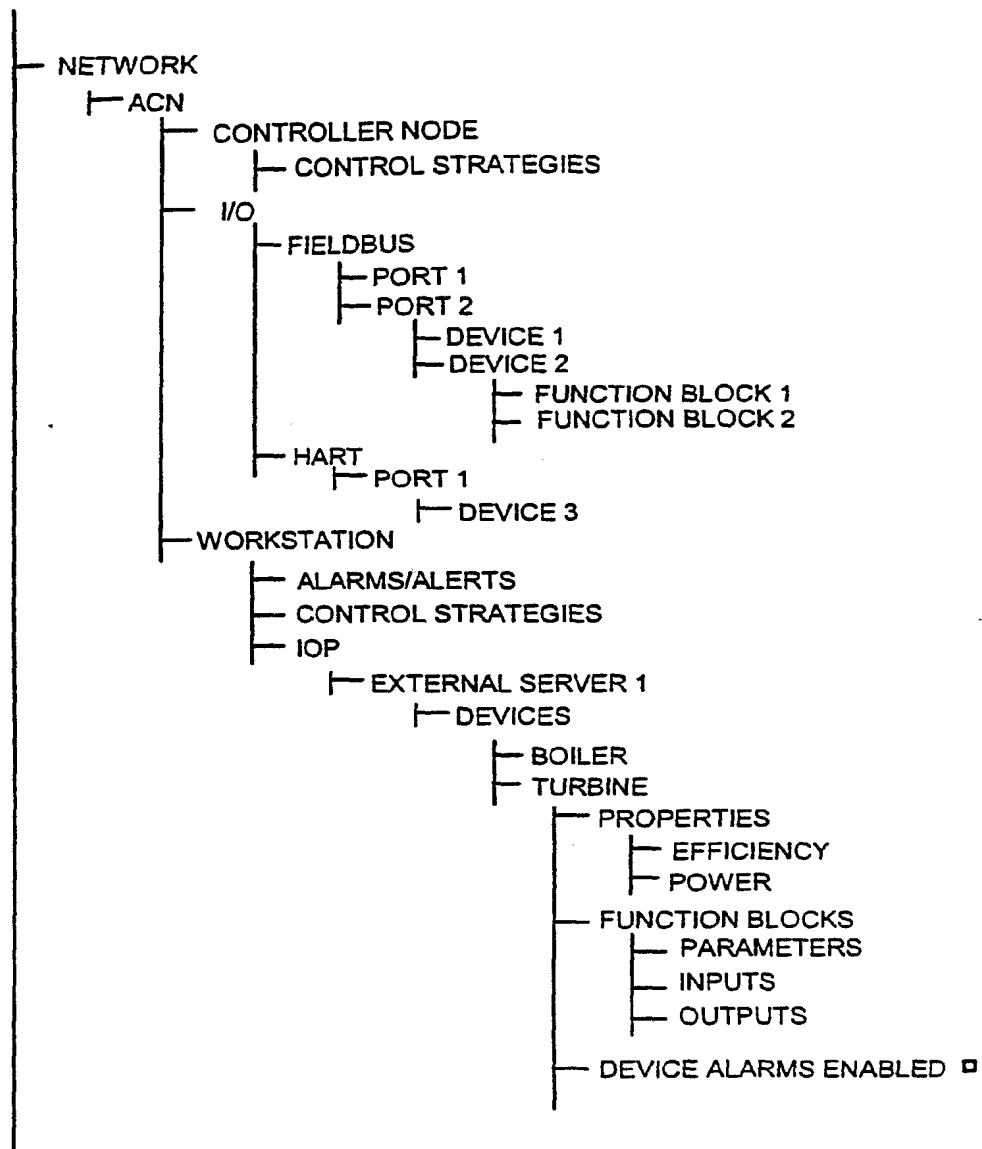 NETWORK
ACN
CONTROLLER NODE
CONTROL STRATEGIES
I/O
FIELDBUS
PORT 1
PORT 2
DEVICE 1
DEVICE 2
FUNCTION BLOCK 1
FUNCTION BLOCK 2
HART
PORT 1
DEVICE 3
WORKSTATION
ALARMS/ALERTS
CONTROL STRATEGIES
IOP
EXTERNAL SERVER 1
DEVICES
BOILER
TURBINE
PROPERTIES
EFFICIENCY
POWER
FUNCTION BLOCKS
PARAMETERS
INPUTS
OUTPUTS
DEVICE ALARMS ENABLED